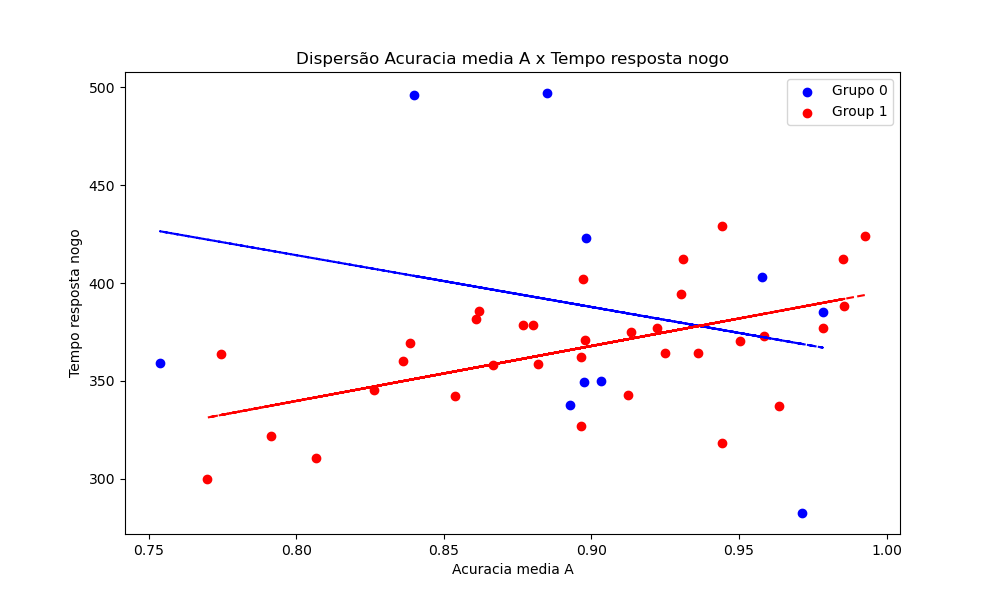 Dispersão Acuracia media A x Tempo resposta nogo
Grupo 0
Group 1
500
450
400
350
300
Tempo resposta nogo
0.75 0.80 0.85 0.90 0.95 1.00
Acuracia media A